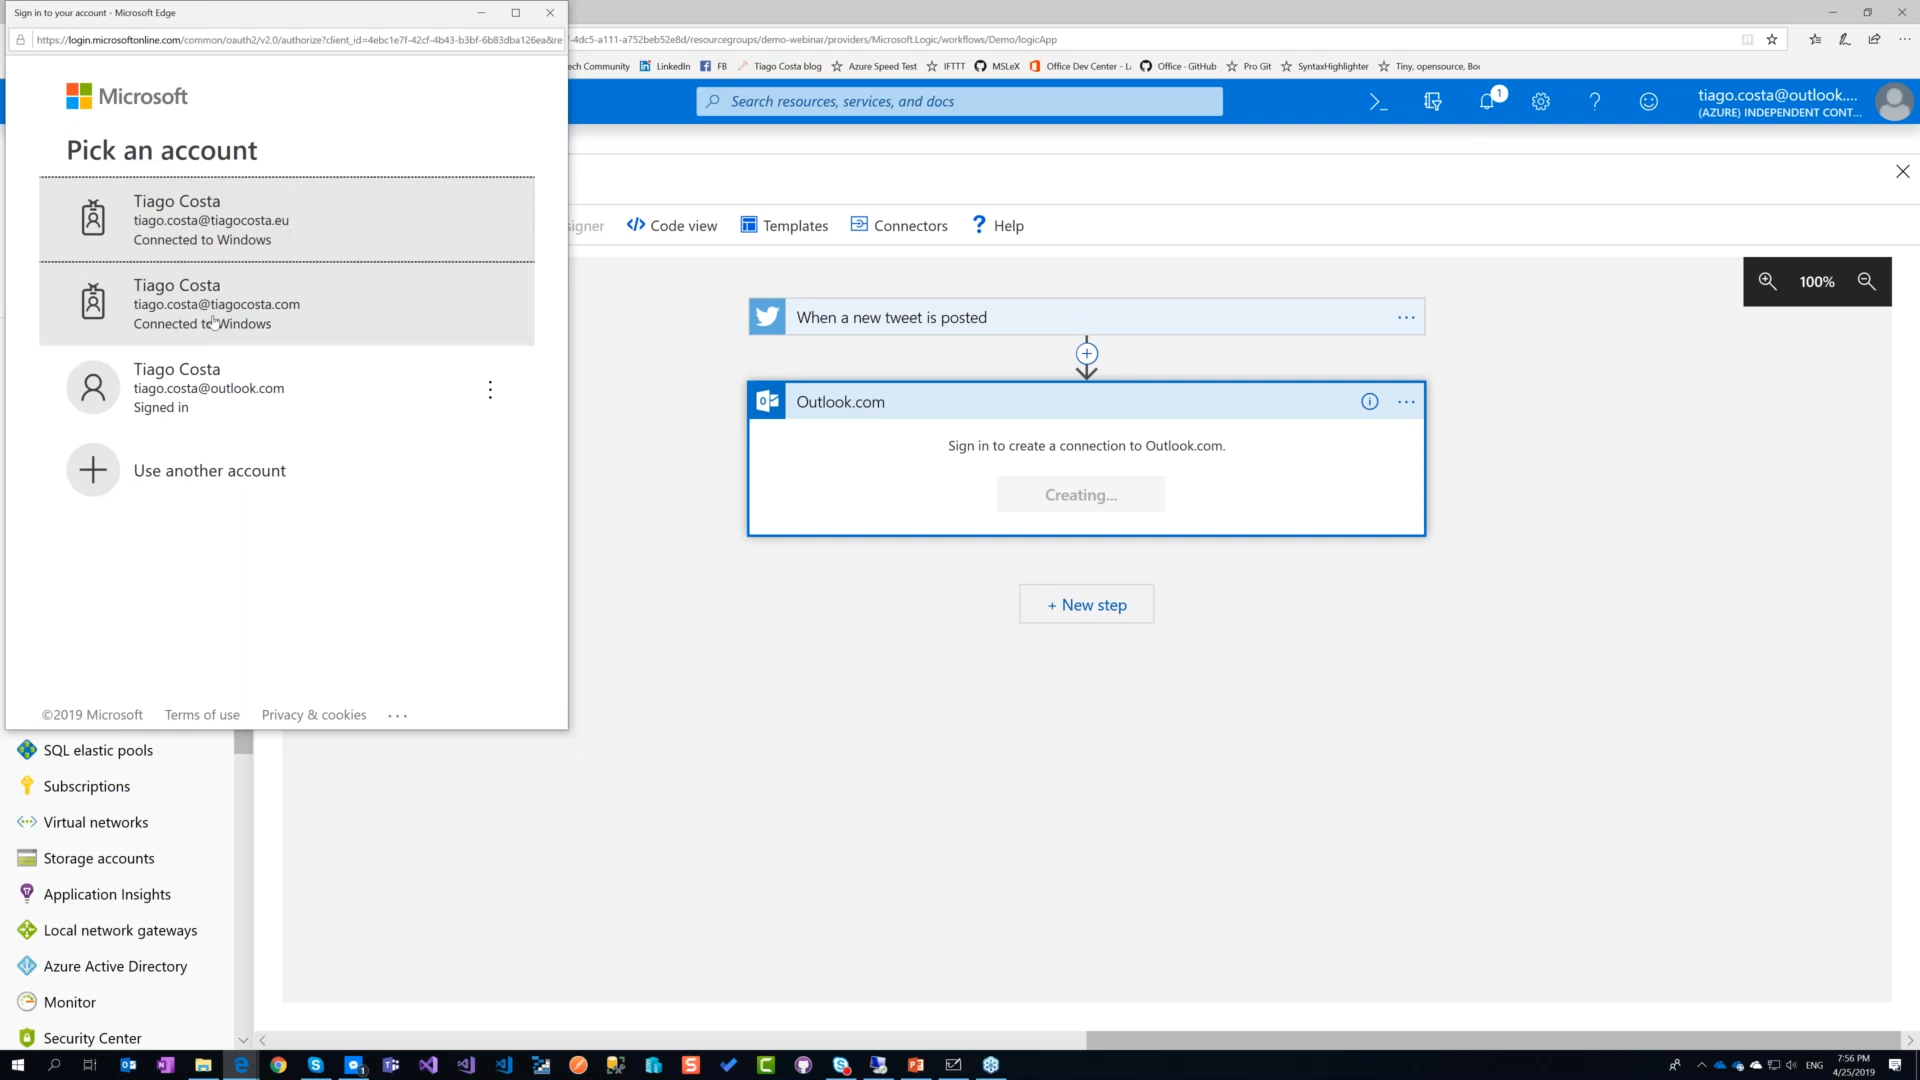 Sign in to your account - Microsoft Edge
https://login.microsoftonline.com/common/oauth2/v2.0/authorize?client_id=4ebc1e7f-42cf-4b43-b3bf-6b83dba126ea&re
-4dc5-a111-a752beb52e8d/resourcegroups/demo-webinar/providers/Microsoft.Logic/workflows/Demo/logicApp
ech Community LinkedIn FB Tiago Costa blog Azure Speed Test IFTTT MSLeX Office Dev Center - L Office · GitHub Pro Git SyntaxHighlighter Tiny, opensource, Bo
Microsoft
Search resources, services, and docs
1
tiago.costa@outlook....
(AZURE) INDEPENDENT CONT...
Pick an account
Tiago Costa
tiago.costa@tiagocosta.eu
Connected to Windows
Tiago Costa
tiago.costa@tiagocosta.com
Connected to Windows
Tiago Costa
tiago.costa@outlook.com
Signed in
Use another account
©2019 Microsoft Terms of use Privacy & cookies ...
igner </> Code view Templates Connectors ? Help
100%
When a new tweet is posted
Outlook.com
Sign in to create a connection to Outlook.com.
Creating...
+ New step
SQL elastic pools
Subscriptions
Virtual networks
Storage accounts
Application Insights
Local network gateways
Azure Active Directory
Monitor
Security Center
ENG
7:56 PM
4/25/2019